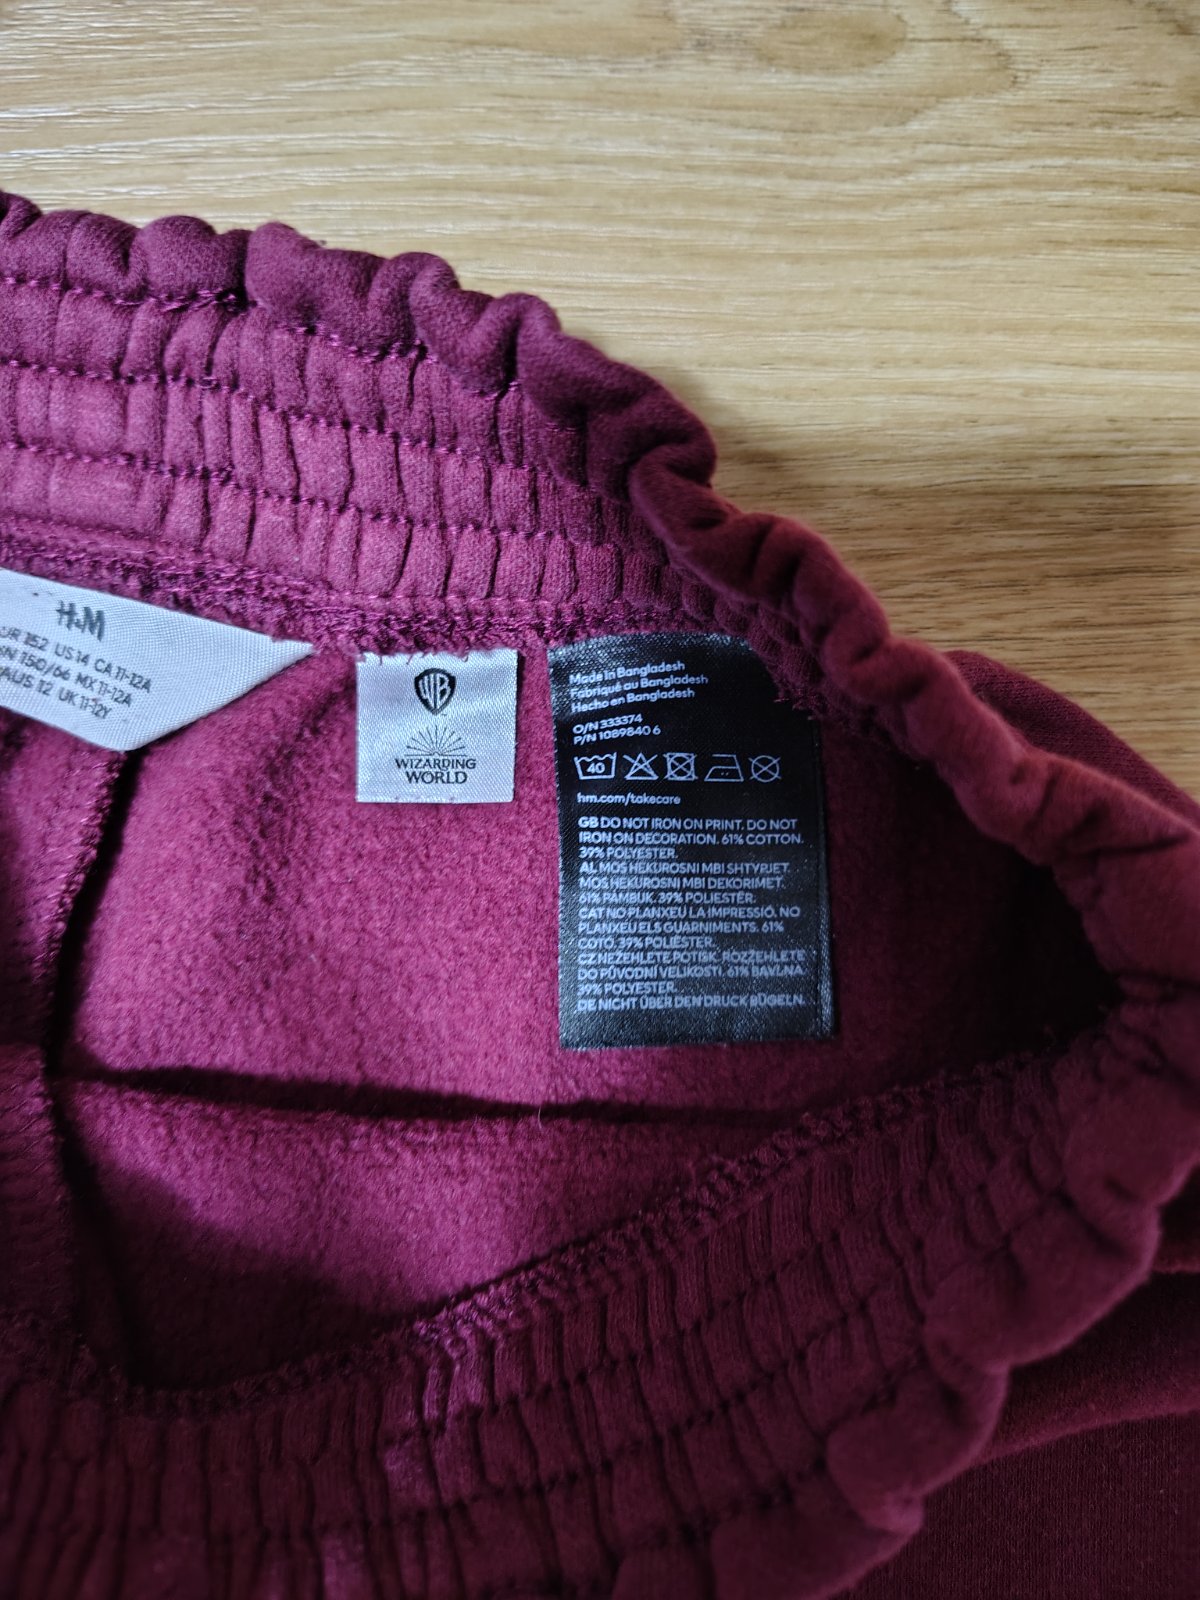 H&M
EUR 152 US 14 CA 11-12A
CN 150/66 MX 11-12A
AUS 12 UK 11-12Y
WB
WIZARDING
WORLD
Made in Bangladesh
Fabriqué au Bangladesh
Hecho en Bangladesh
O/N 333374
P/N 1089840 6
40
hm.com/takecare
GB DO NOT IRON ON PRINT. DO NOT
IRON ON DECORATION. 61% COTTON.
39% POLYESTER.
AL MOS HEKUROSNI MBI SHTYPJET.
MOS HEKUROSNI MBI DEKORIMET.
61% PAMBUK. 39% POLIESTËR.
CAT NO PLANXEU LA IMPRESSIÓ. NO
PLANXEU ELS GUARNIMENTS. 61%
COTÓ. 39% POLIÈSTER.
CZ NEŽEHLETE POTISK. ROZŽEHLETE
DO PŮVODNÍ VELIKOSTI. 61% BAVLNA
39% POLYESTER.
DE NICHT ÜBER DEN DRUCK BÜGELN.